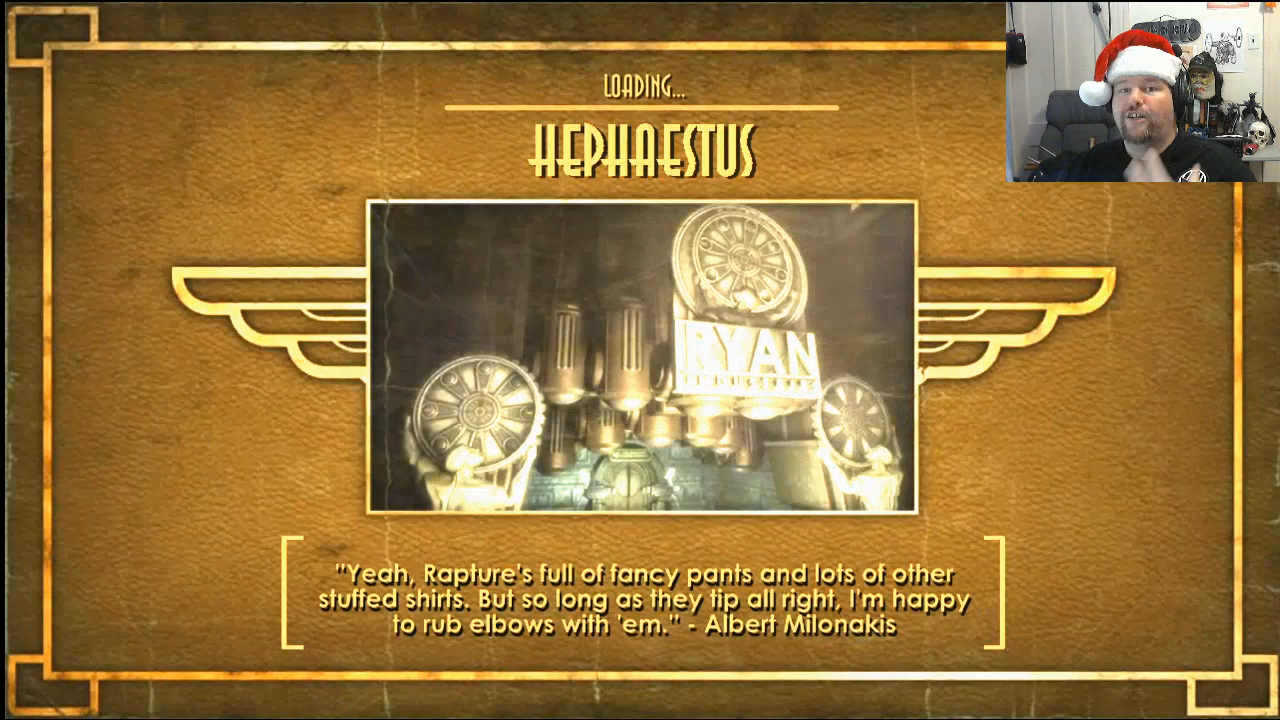 LOADING...
HEPHAESTUS
RYAN
"Yeah, Rapture's full of fancy pants and lots of other
stuffed shirts. But so long as they tip all right, I'm happy
to rub elbows with 'em." - Albert Milonakis